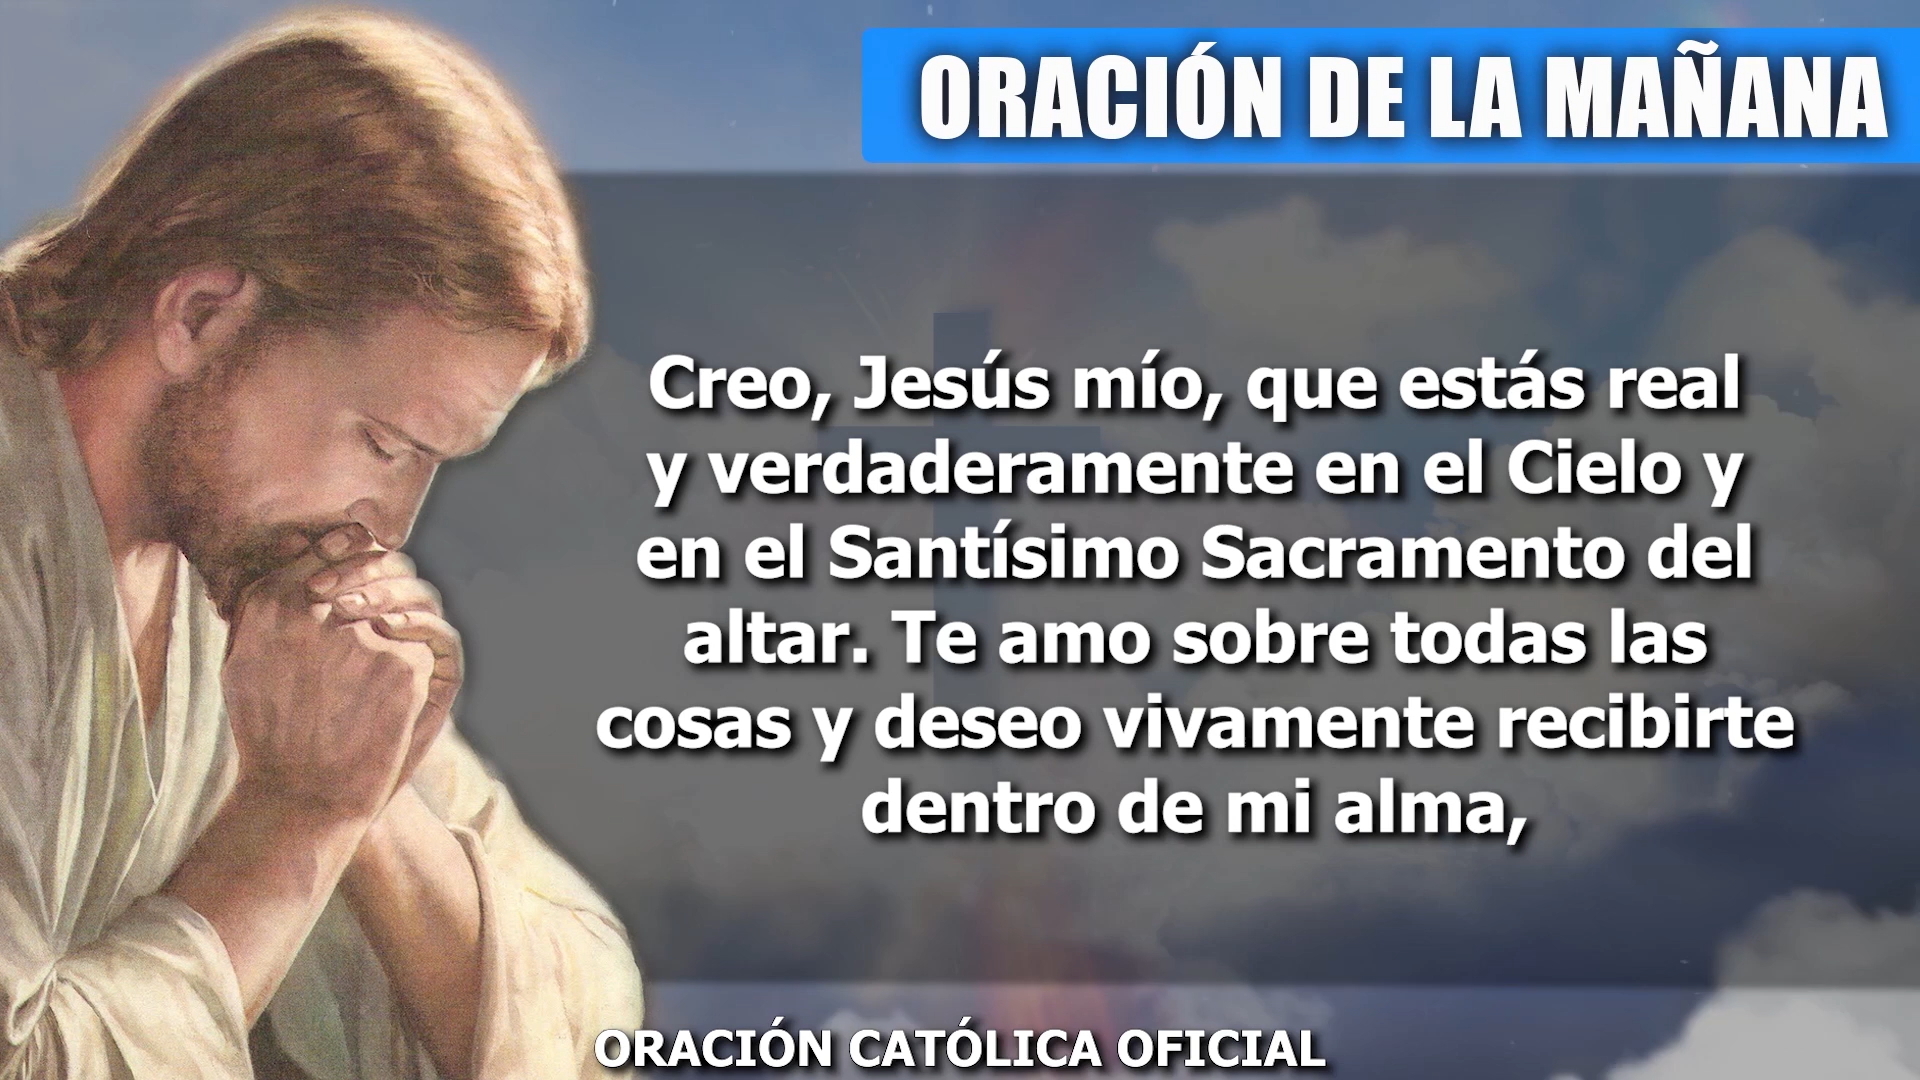 ORACIÓN DE LA MAÑANA
Creo, Jesús mío, que estás real
y verdaderamente en el Cielo y
en el Santísimo Sacramento del
altar. Te amo sobre todas las
cosas y deseo vivamente recibirte
dentro de mi alma,
ORACIÓN CATÓLICA OFICIAL